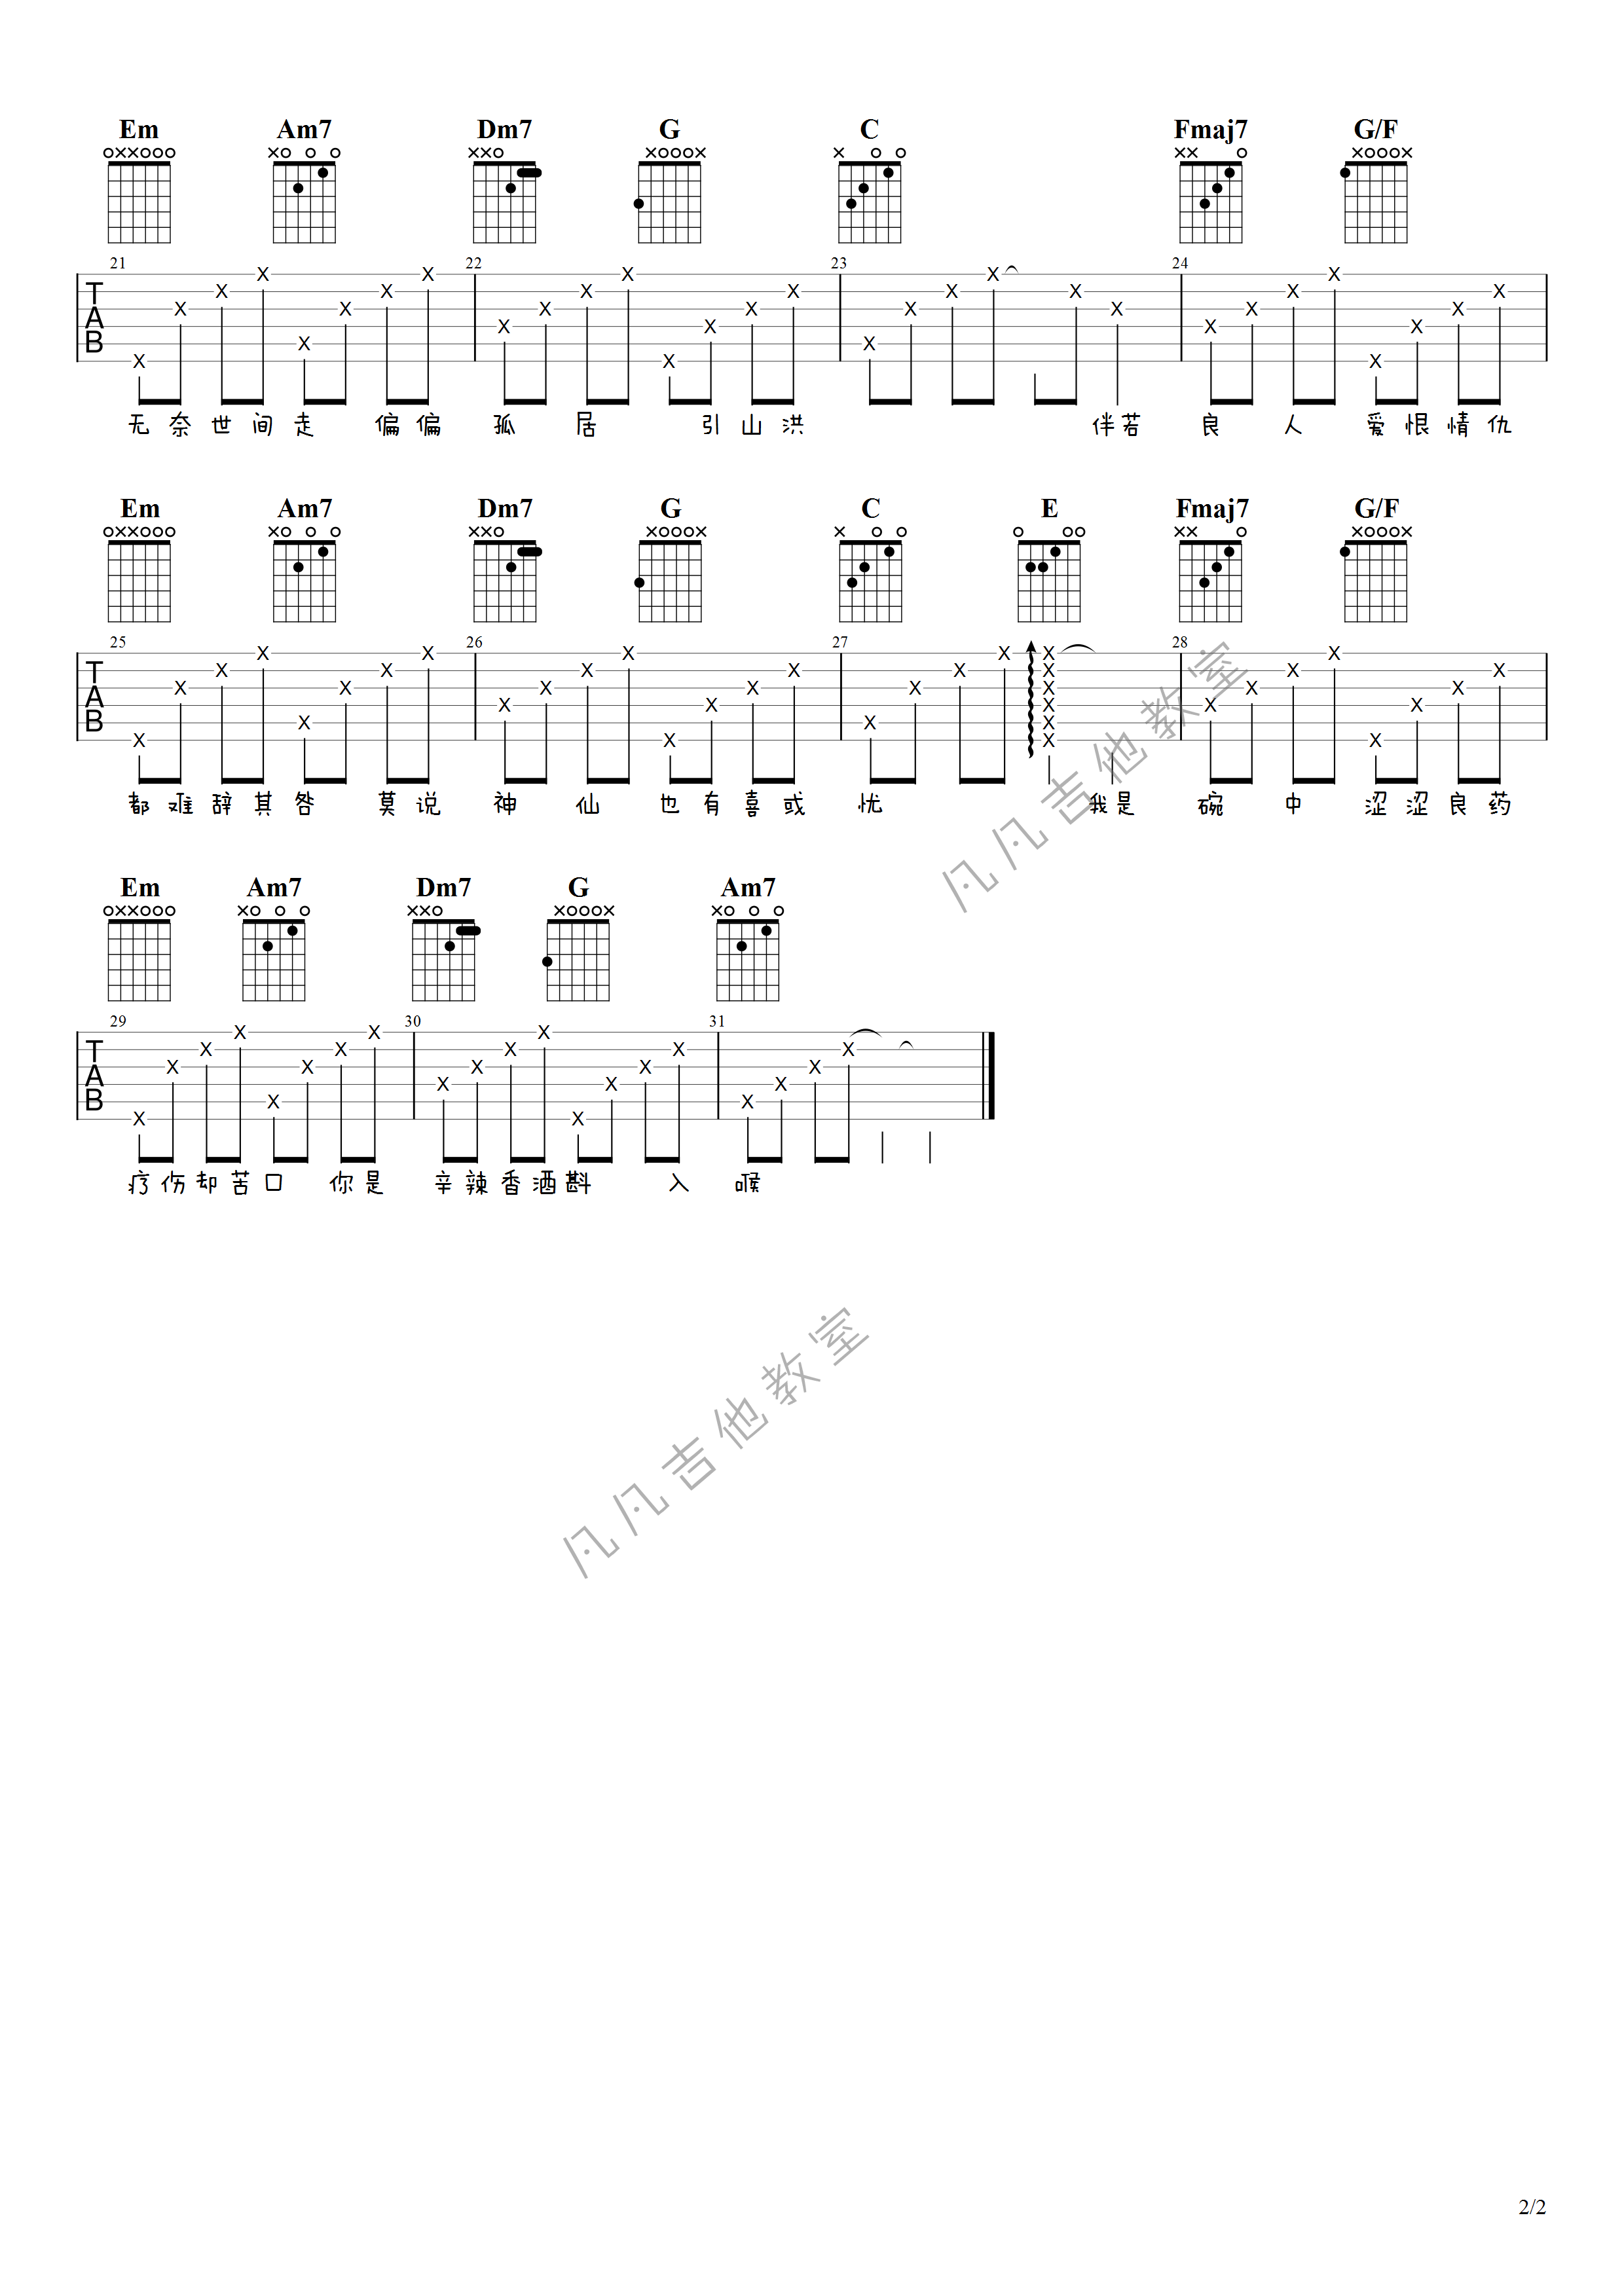 Em Am7 Dm7 G C Fmaj7 G/F
21 22 23 24
T
A
B
无奈世间走 偏偏 孤 居 引山洪 伴若 良 人 爱恨情仇
Em Am7 Dm7 G C E Fmaj7 G/F
25 26 27 28
T
A
B
都难辞其咎 莫说 神 仙 也有喜或 忧 我是 碗 中 涩涩良药
凡凡吉他教室
Em Am7 Dm7 G Am7
29 30 31
T
A
B
疗伤却苦口 你是 辛辣香酒斟 入 喉
凡凡吉他教室
2/2